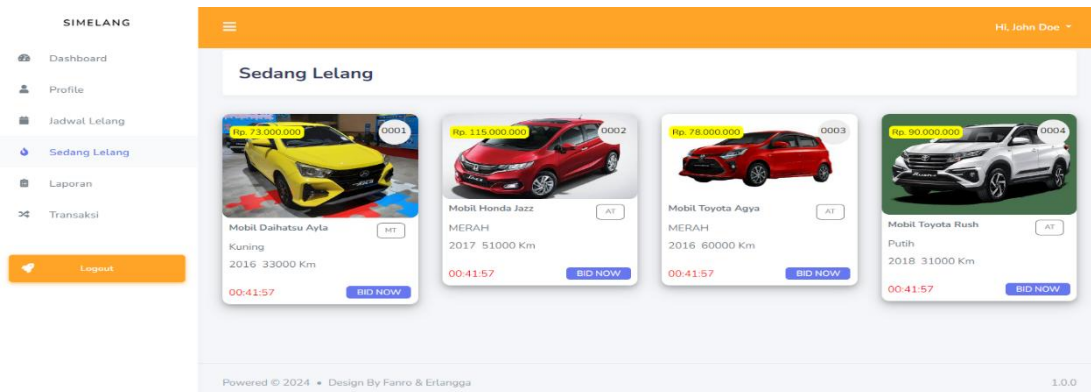 SIMELANG
Hi, John Doe
Dashboard
Profile
Jadwal Lelang
Sedang Lelang
Laporan
Transaksi
Logout
Sedang Lelang
Rp. 73.000.000
0001
Mobil Daihatsu Ayla
MT
Kuning
2016 33000 Km
00:41:57
BID NOW
Rp. 115.000.000
0002
Jazz
Mobil Honda Jazz
AT
MERAH
2017 51000 Km
00:41:57
BID NOW
Rp. 78.000.000
0003
Mobil Toyota Agya
AT
MERAH
2016 60000 Km
00:41:57
BID NOW
Rp. 90.000.000
0004
Mobil Toyota Rush
AT
Putih
2018 31000 Km
00:41:57
BID NOW
Powered © 2024 • Design By Fanro & Erlangga
1.0.0